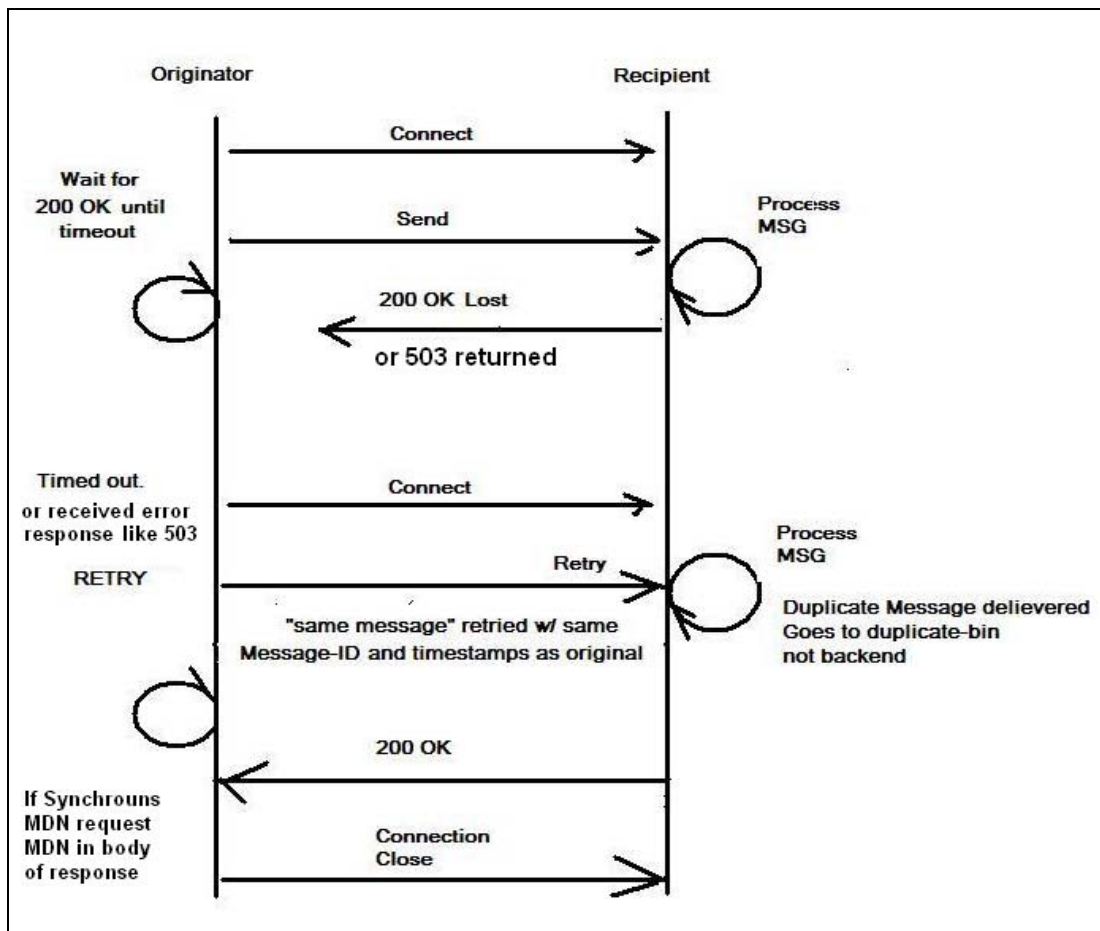 Originator
Recipient
Connect
Wait for
200 OK until
timeout
Send
Process
MSG
200 OK Lost
or 503 returned
Timed out.
or received error
response like 503
RETRY
Connect
Retry
Process
MSG
"same message" retried w/ same
Message-ID and timestamps as original
Duplicate Message delievered
Goes to duplicate-bin
not backend
200 OK
If Synchrouns
MDN request
MDN in body
of response
Connection
Close